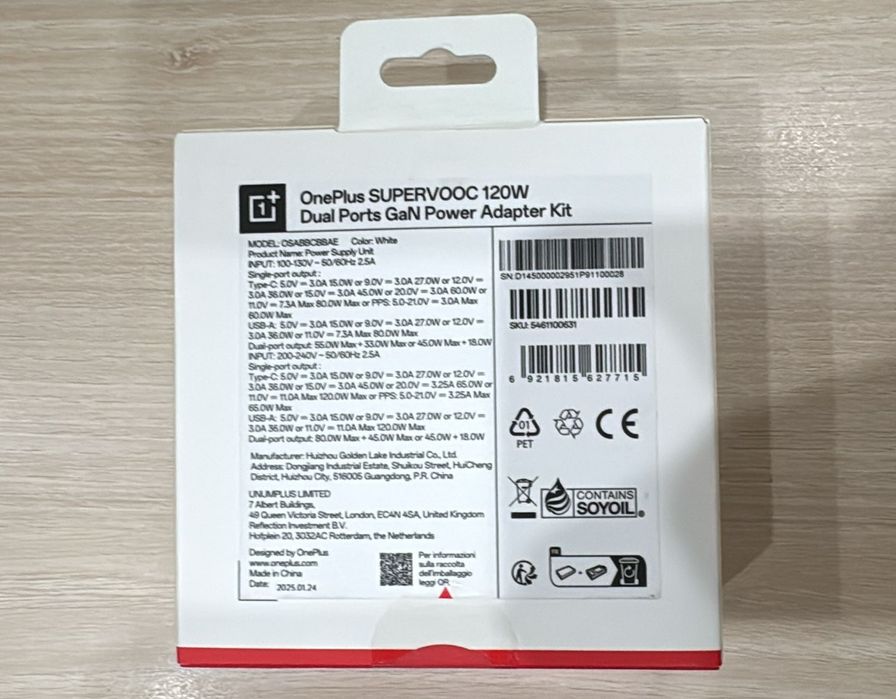 OnePlus SUPERVOOC 120W
Dual Ports GaN Power Adapter Kit
MODEL: OSABBCBBAE Color: White
Product Name: Power Supply Unit
INPUT: 100-130V ~ 50/60Hz 2.5A
Single-port output :
Type-C: 5.0V = 3.0A 15.0W or 9.0V = 3.0A 27.0W or 12.0V =
3.0A 36.0W or 15.0V = 3.0A 45.0W or 20.0V = 3.0A 60.0W or
11.0V = 7.3A Max 80.0W Max or PPS: 5.0-21.0V = 3.0A Max
60.0W Max
USB-A: 5.0V = 3.0A 15.0W or 9.0V = 3.0A 27.0W or 12.0V =
3.0A 36.0W or 11.0V = 7.3A Max 80.0W Max
Dual-port output: 55.0W Max + 33.0W Max or 45.0W Max + 18.0W
INPUT: 200-240V ~ 50/60Hz 2.5A
Single-port output :
Type-C: 5.0V = 3.0A 15.0W or 9.0V = 3.0A 27.0W or 12.0V =
3.0A 36.0W or 15.0V = 3.0A 45.0W or 20.0V = 3.25A 65.0W or
11.0V = 11.0A Max 120.0W Max or PPS: 5.0-21.0V = 3.25A Max
65.0W Max
USB-A: 5.0V = 3.0A 15.0W or 9.0V = 3.0A 27.0W or 12.0V =
3.0A 36.0W or 11.0V = 11.0A Max 120.0W Max
Dual-port output: 80.0W Max + 45.0W Max or 45.0W + 18.0W
Manufacturer: Huizhou Golden Lake Industrial Co., Ltd.
Address: Dongjiang Industrial Estate, Shuikou Street, HuiCheng
District, Huizhou City, 516005 Guangdong, P.R. China
UNUMPLUS LIMITED
7 Albert Buildings,
49 Queen Victoria Street, London, EC4N 4SA, United Kingdom
Reflection Investment B.V.
Hofplein 20, 3032AC Rotterdam, the Netherlands
Designed by OnePlus
www.oneplus.com
Made in China
Date: 2025.01.24
Per informazioni
sulla raccolta
dell'imballaggio
leggi QR
SN:D145000002951P91100028
SKU: 5461100631
6 921815 627715
01
PET
CE
CONTAINS
SOYOIL®
FR